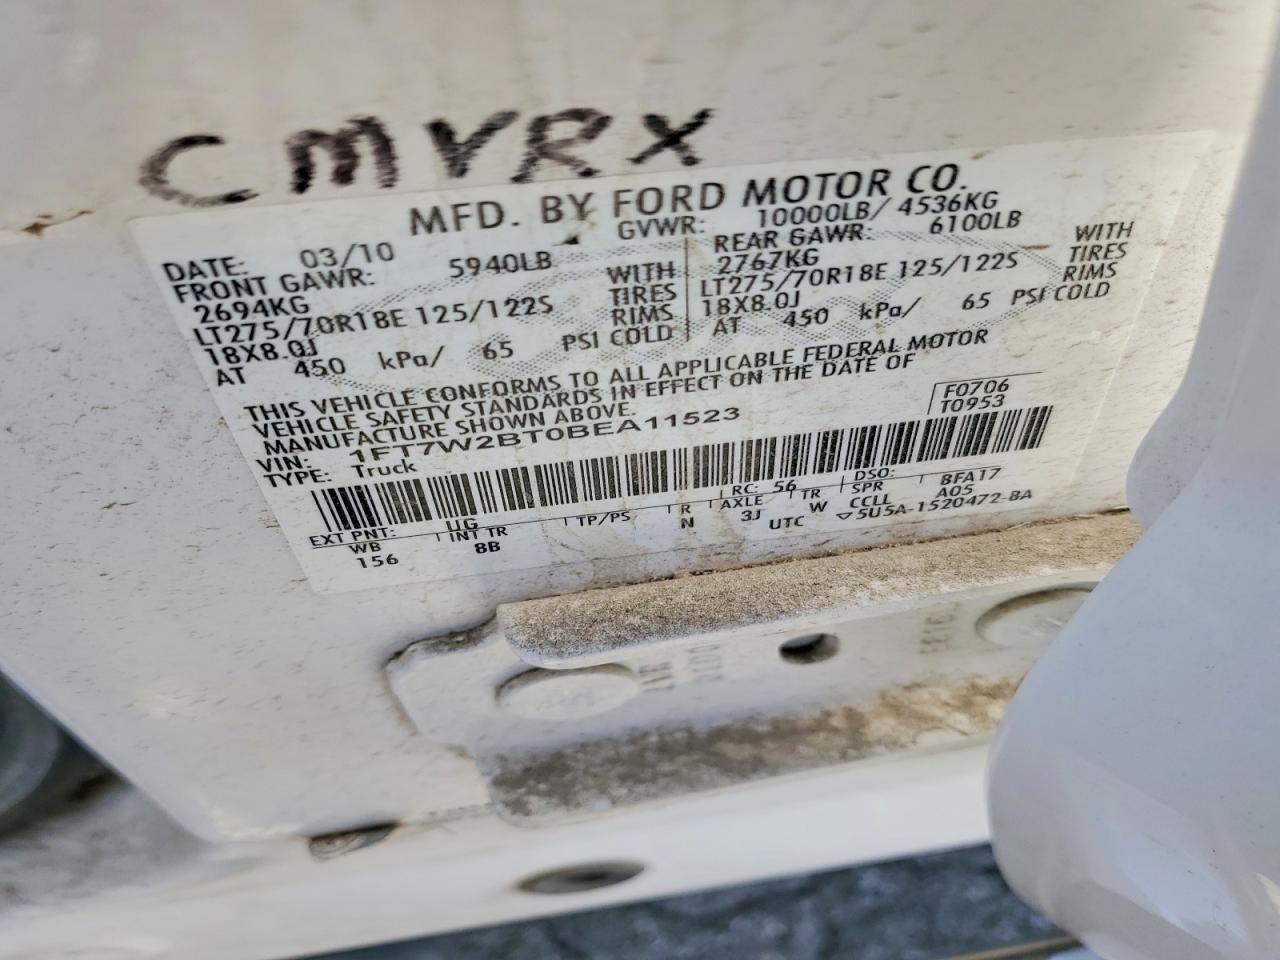 CMVRX
MFD. BY FORD MOTOR CO.
DATE: 03/10 GVWR: 10000LB/ 4536KG
FRONT GAWR: 5940LB REAR GAWR: 6100LB
2694KG WITH 2767KG WITH
LT275/70R18E 125/122S TIRES LT275/70R18E 125/122S TIRES
18X8.0J RIMS 18X8.0J RIMS
AT 450 kPa/ 65 PSI COLD AT 450 kPa/ 65 PSI COLD
THIS VEHICLE CONFORMS TO ALL APPLICABLE FEDERAL MOTOR
VEHICLE SAFETY STANDARDS IN EFFECT ON THE DATE OF
MANUFACTURE SHOWN ABOVE.
VIN: 1FT7W2BT0BEA11523 F0706
TYPE: Truck T0953
EXT PNT: UG RC: 56 DSO:
WB INT TR TP/PS R AXLE TR SPR BFA17
156 8B N 3J W CCLL A05
UTC ▽5U5A-1520472-BA